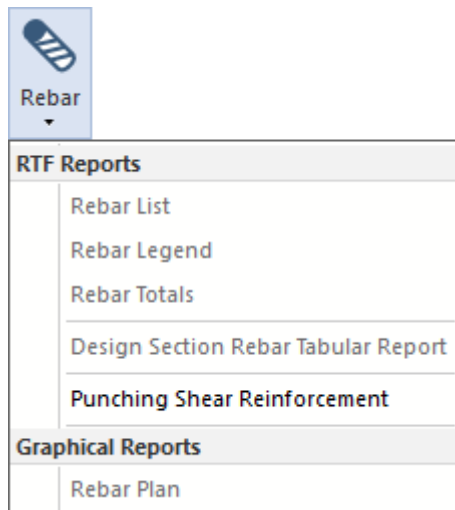 Rebar
RTF Reports
Rebar List
Rebar Legend
Rebar Totals
Design Section Rebar Tabular Report
Punching Shear Reinforcement
Graphical Reports
Rebar Plan